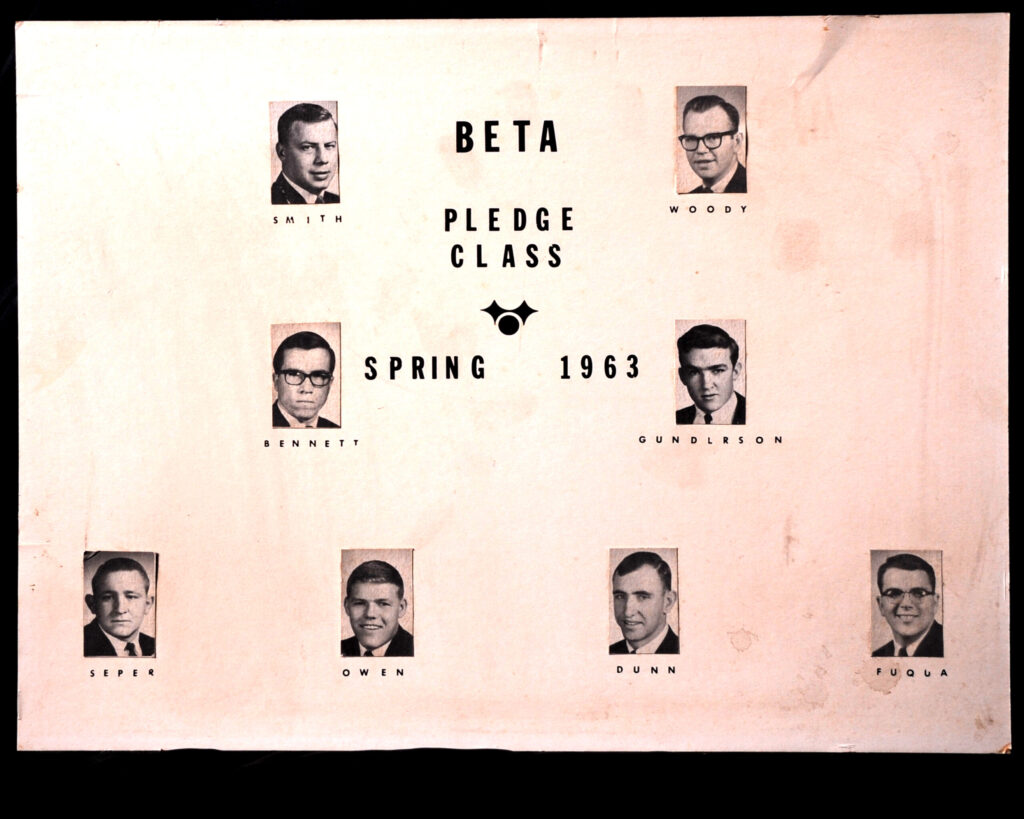 BETA
SMITH
WOODY
PLEDGE
CLASS
SPRING 1963
BENNETT
GUNDLRSON
SEPER
OWEN
DUNN
FUQUA